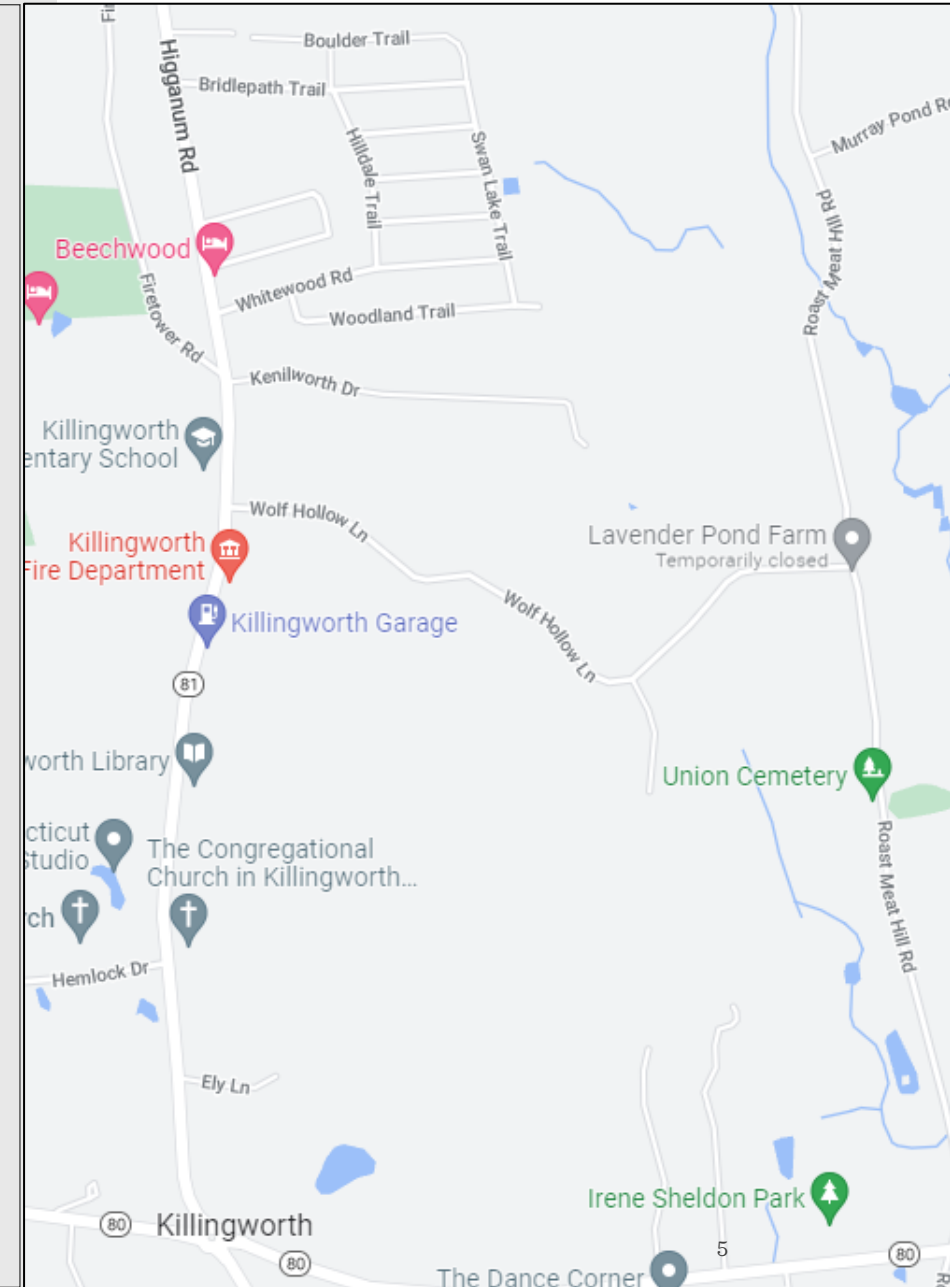 Fi
Higganum Rd
Boulder Trail
Bridlepath Trail
Hilldale Trail
Swan Lake Trail
Murray Pond R
Roast Meat Hill Rd
Beechwood
Firetower Rd
Whitewood Rd
Woodland Trail
Kenilworth Dr
Killingworth
entary School
Wolf Hollow Ln
Killingworth
Fire Department
Lavender Pond Farm
Temporarily closed
Killingworth Garage
Wolf Hollow Ln
81
worth Library
Union Cemetery
cticut
Studio
The Congregational
Church in Killingworth...
Roast Meat Hill Rd
rch
Hemlock Dr
Ely Ln
Irene Sheldon Park
80
Killingworth
80
5
80
The Dance Corner